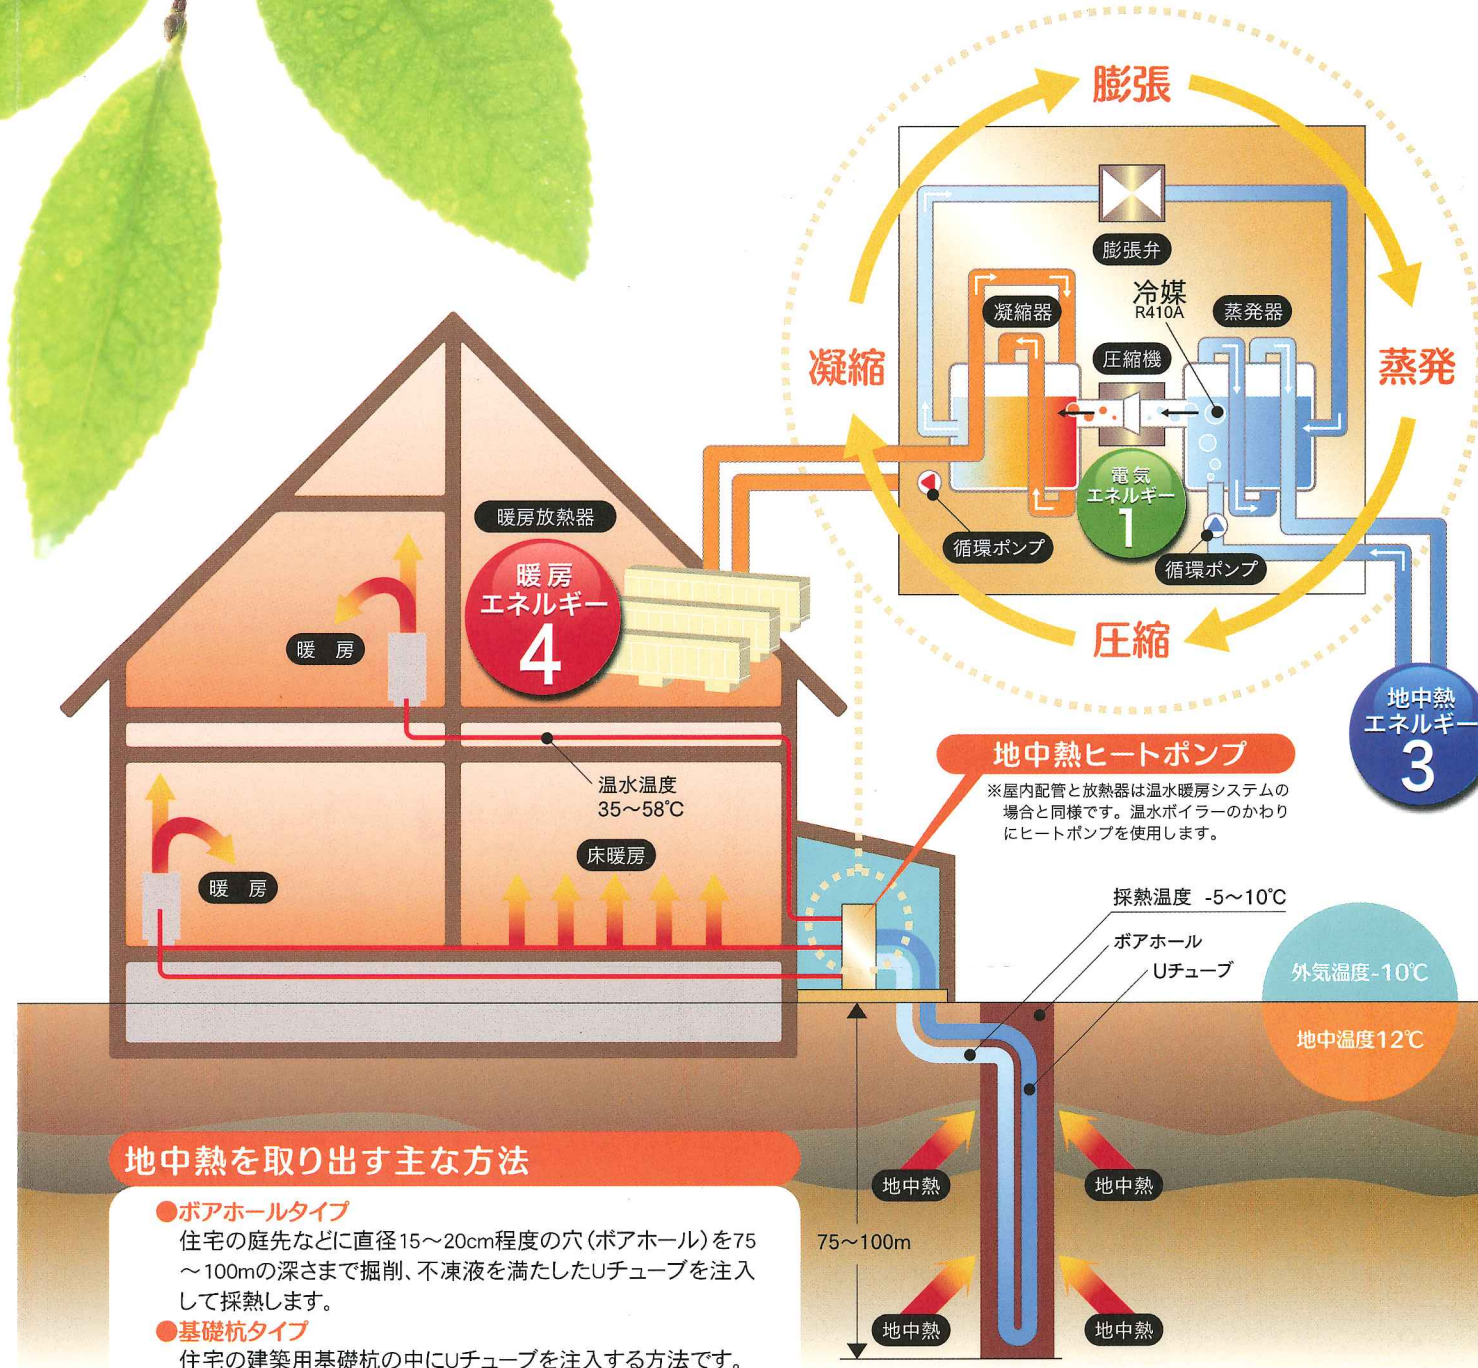 膨張
膨張弁
冷媒
R410A
凝縮器
蒸発器
圧縮機
凝縮
蒸発
電気
エネルギー
1
循環ポンプ
循環ポンプ
圧縮
暖房放熱器
暖房
エネルギー
4
暖 房
地中熱
エネルギー
3
地中熱ヒートポンプ
※屋内配管と放熱器は温水暖房システムの
場合と同様です。温水ボイラーのかわり
にヒートポンプを使用します。
温水温度
35～58℃
床暖房
暖 房
採熱温度 -5～10℃
ボアホール
Uチューブ
外気温度-10℃
地中温度12℃
地中熱を取り出す主な方法
●ボアホールタイプ
住宅の庭先などに直径15～20cm程度の穴（ボアホール）を75
～100mの深さまで掘削、不凍液を満たしたUチューブを注入
して採熱します。
●基礎杭タイプ
住宅の建築用基礎杭の中にUチューブを注入する方法です。
地中熱
地中熱
75～100m
地中熱
地中熱